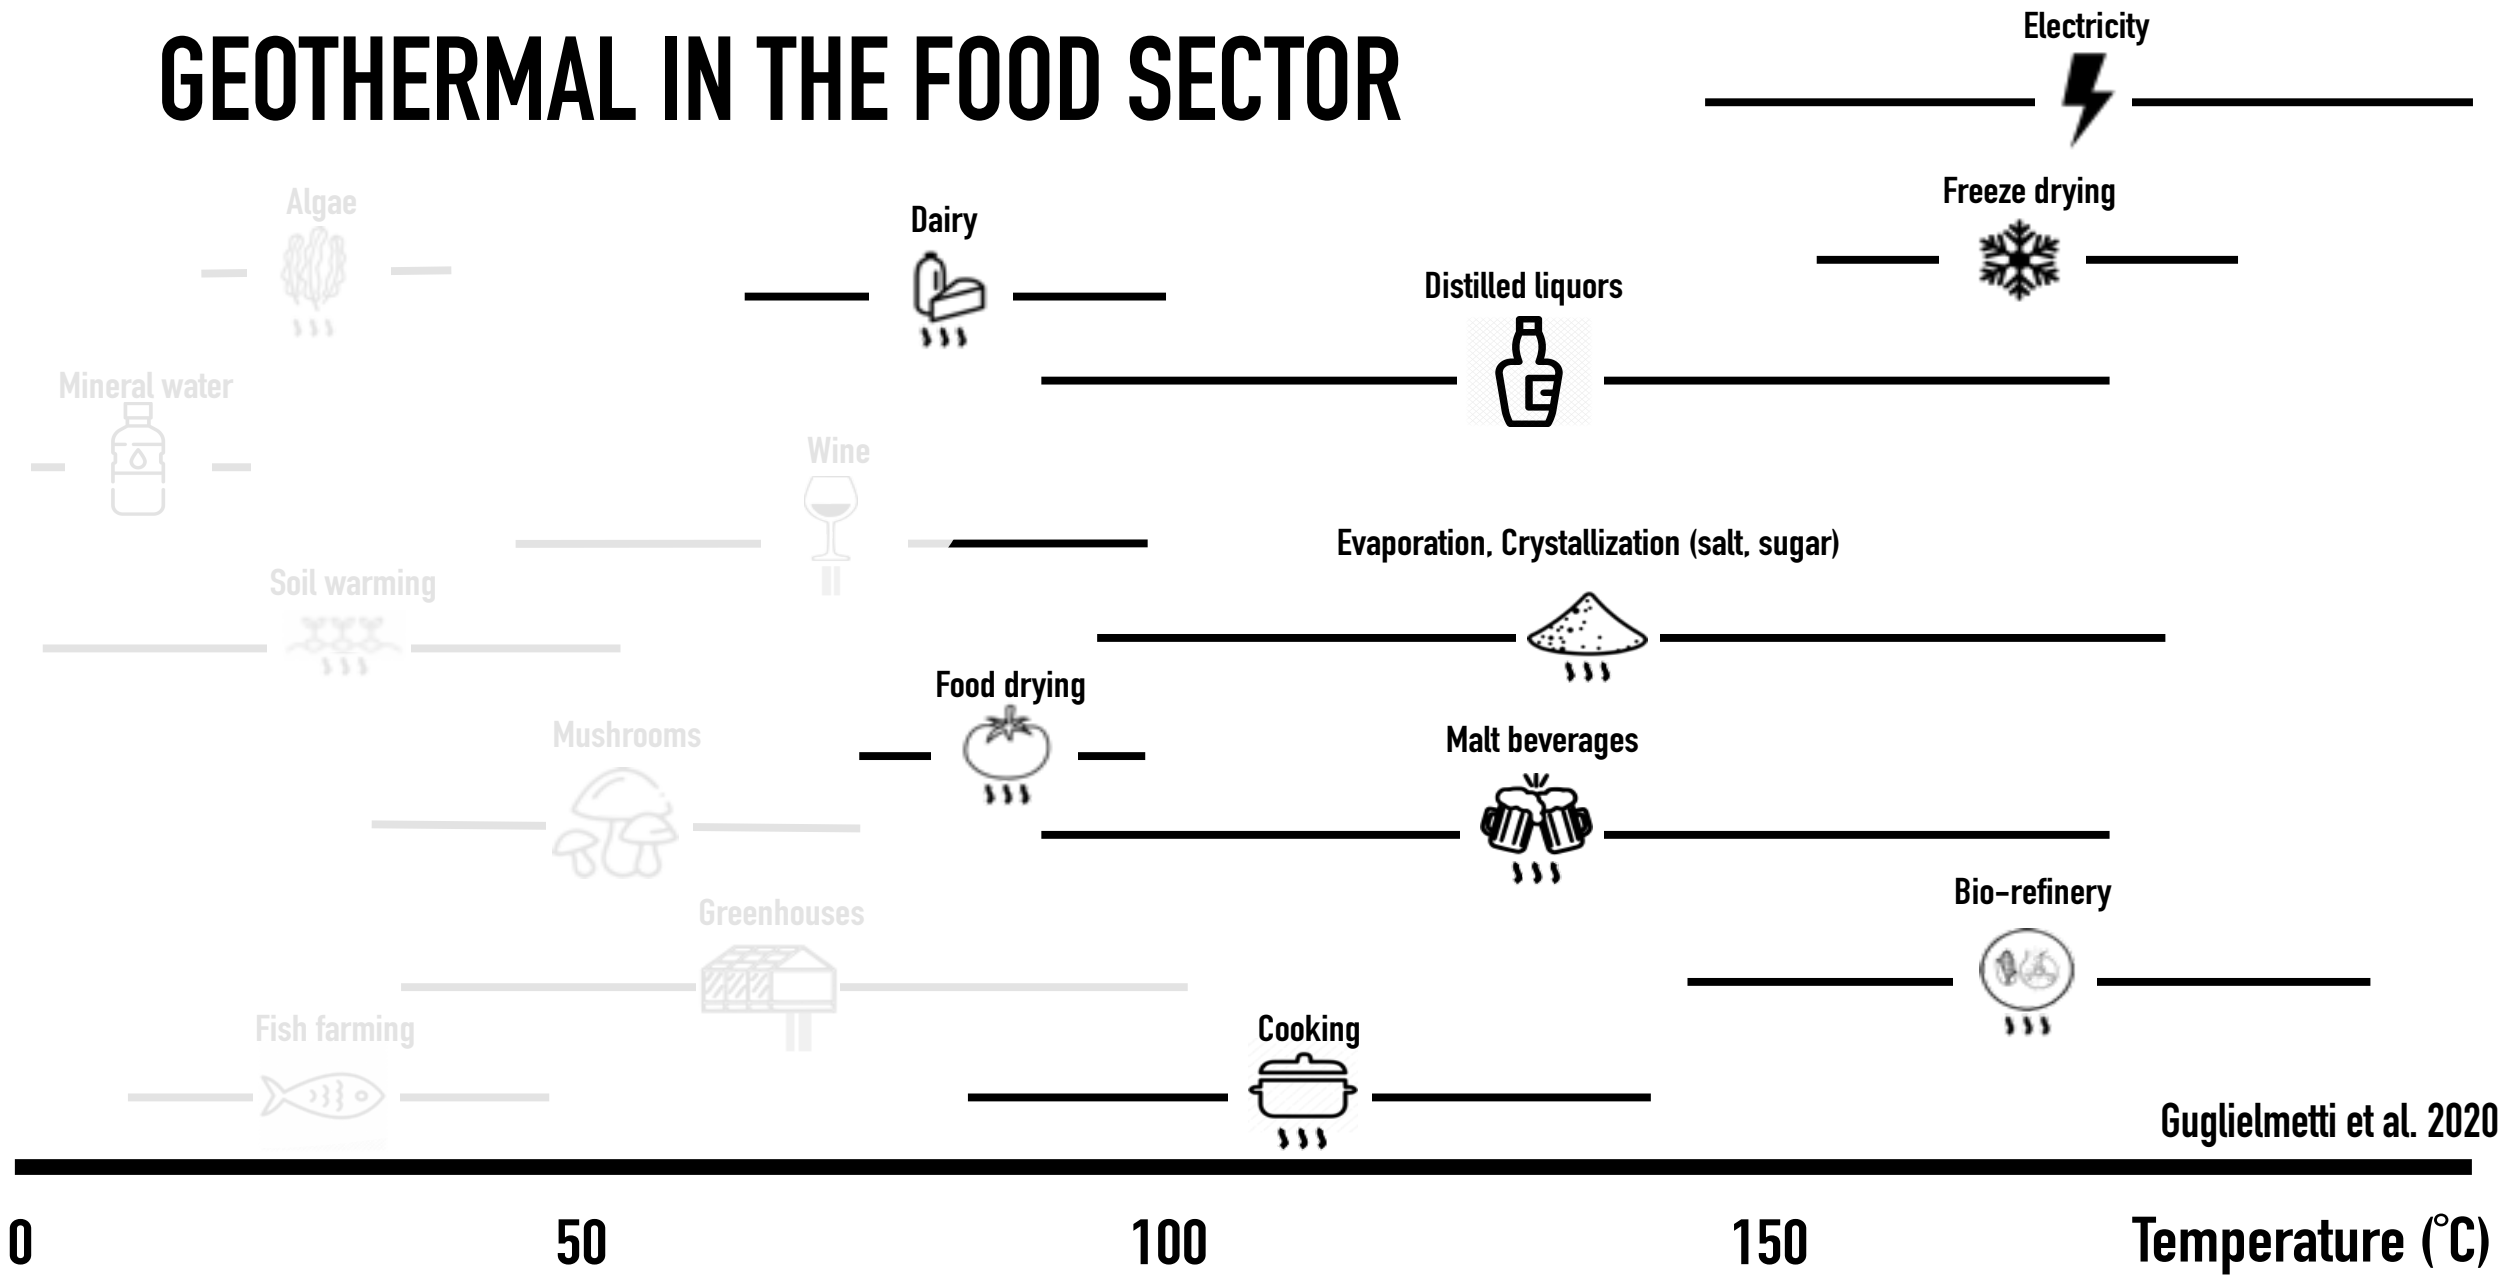 GEOTHERMAL IN THE FOOD SECTOR
Electricity
Freeze drying
Algae
Dairy
Distilled liquors
Mineral water
Wine
Evaporation, Crystallization (salt, sugar)
Soil warming
Food drying
Mushrooms
Malt beverages
Bio-refinery
Greenhouses
Fish farming
Cooking
Guglielmetti et al. 2020
0 50 100 150 Temperature (°C)